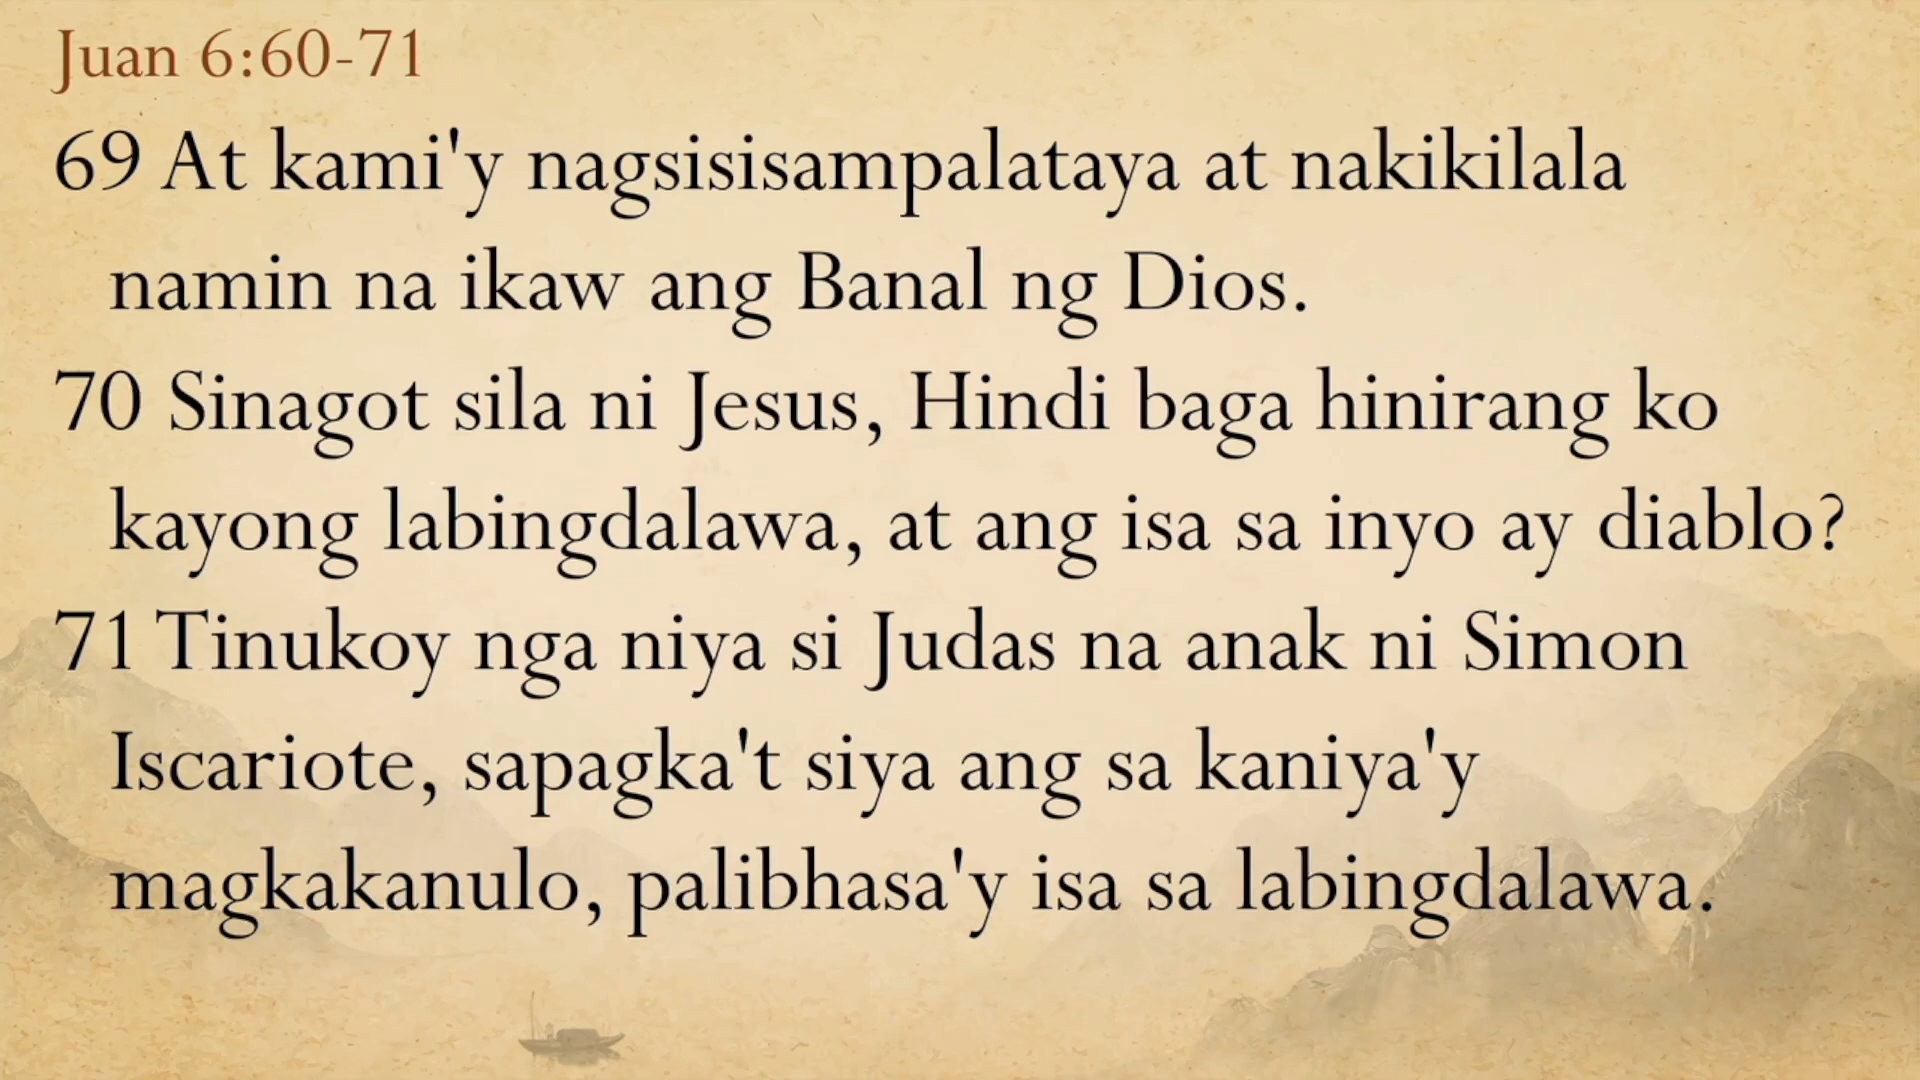 Juan 6:60-71
69 At kami'y nagsisisampalataya at nakikilala
namin na ikaw ang Banal ng Dios.
70 Sinagot sila ni Jesus, Hindi baga hinirang ko
kayong labingdalawa, at ang isa sa inyo ay diablo?
71 Tinukoy nga niya si Judas na anak ni Simon
Iscariote, sapagka't siya ang sa kaniya'y
magkakanulo, palibhasa'y isa sa labingdalawa.